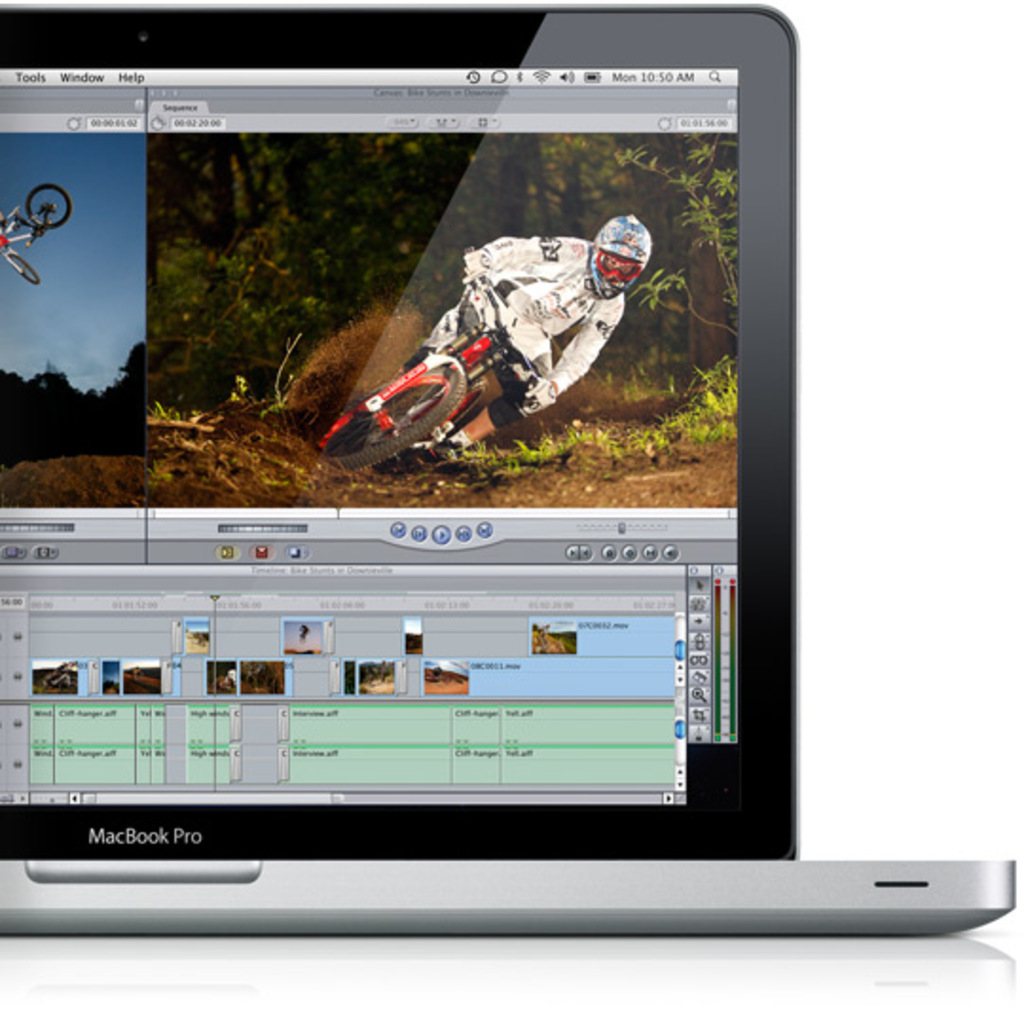 Tools Window Help Mon 10:50 AM
Canvas: Bike Stunts in Downieville
Sequence
00:00:01:02 00:02:20:00 01:01:56:00
Timeline: Bike Stunts in Downieville
56:00 00:00 01:01:52:00 01:01:56:00 01:02:06:00 01:02:13:00 01:02:20:00 01:02:27
07C0032.mov
08C0011.mov
Wind. Cliff-hanger.aiff Yel High winds C C Interview.aiff Cliff-hanger Yell.aiff
Wind. Cliff-hanger.aiff Yel High winds C C Interview.aiff Cliff-hanger Yell.aiff
MacBook Pro